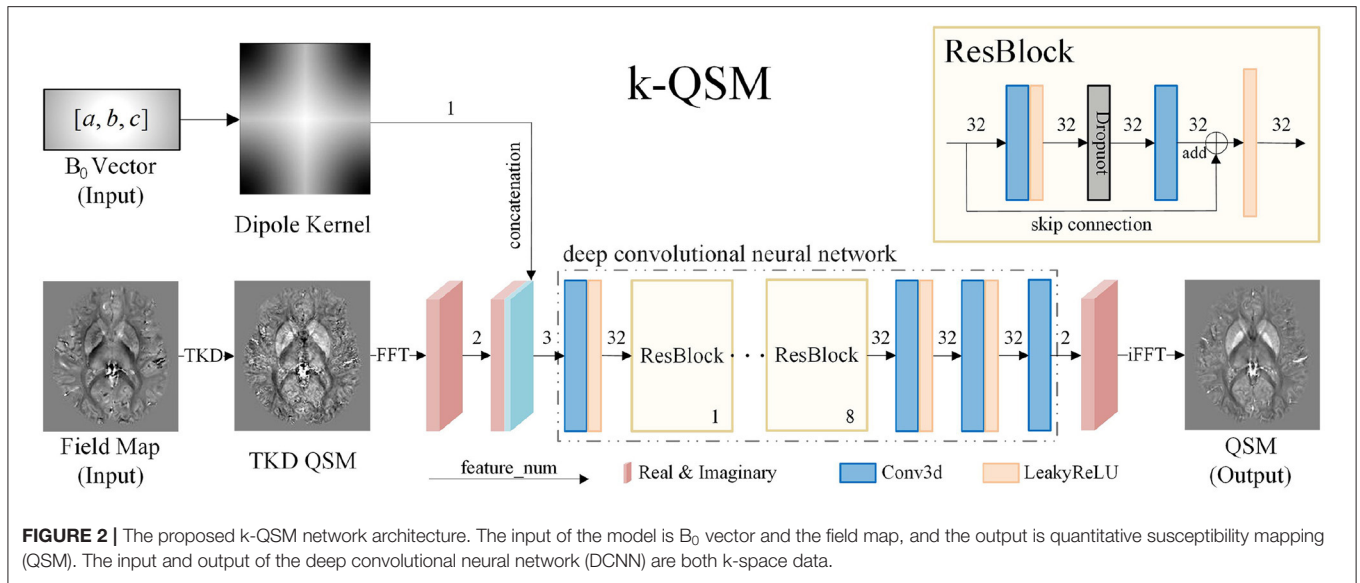 k-QSM
[a, b, c]
B₀ Vector
(Input)
Dipole Kernel
1
concatenation
ResBlock
32
32
Dropuot
32
32
add
32
skip connection
deep convolutional neural network
Field Map
(Input)
TKD
TKD QSM
FFT
2
3
32
ResBlock
1
· · ·
ResBlock
8
32
32
32
2
iFFT
QSM
(Output)
feature_num
Real & Imaginary
Conv3d
LeakyReLU
FIGURE 2 | The proposed k-QSM network architecture. The input of the model is B₀ vector and the field map, and the output is quantitative susceptibility mapping
(QSM). The input and output of the deep convolutional neural network (DCNN) are both k-space data.